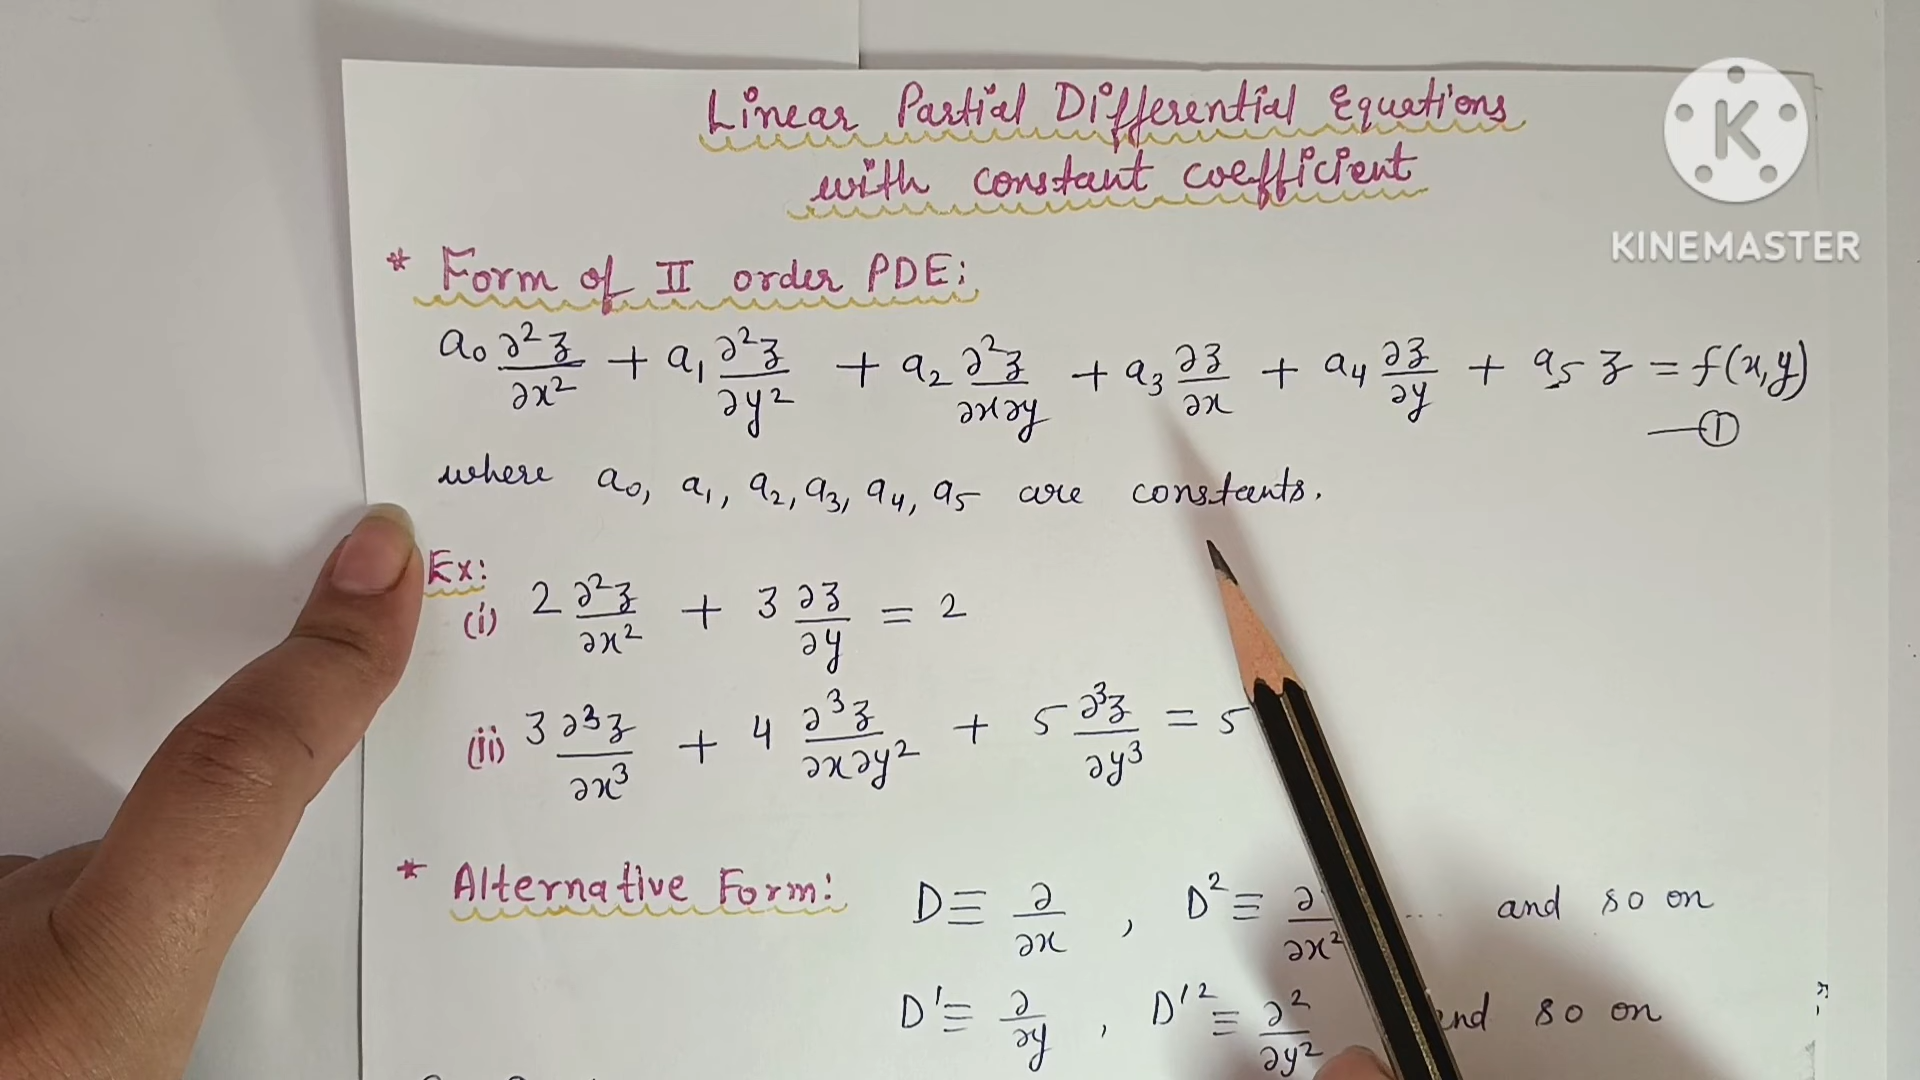 Linear Partial Differential Equations
with constant coefficient
K
KINEMASTER
* Form of II order PDE:
a₀ ∂²z/∂x² + a₁ ∂²z/∂y² + a₂ ∂²z/∂x∂y + a₃ ∂z/∂x + a₄ ∂z/∂y + a₅ z = f(x,y)
—①
where a₀, a₁, a₂, a₃, a₄, a₅ are constants.
Ex:
(i) 2 ∂²z/∂x² + 3 ∂z/∂y = 2
(ii) 3 ∂³z/∂x³ + 4 ∂³z/∂x∂y² + 5 ∂³z/∂y³ = 5
* Alternative Form: D ≡ ∂/∂x , D² ≡ ∂/∂x² ... and so on
D' ≡ ∂/∂y , D'² ≡ ∂²/∂y² so on